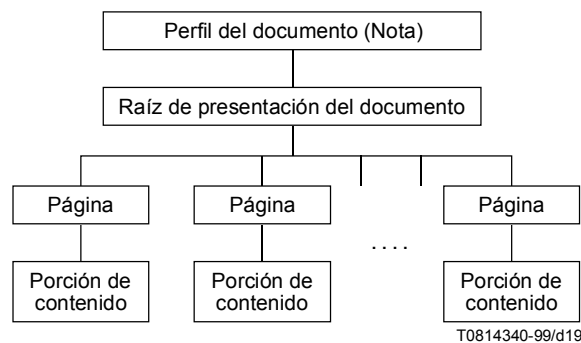 Perfil del documento (Nota)
Raíz de presentación del documento
Página
Página
Página
. . . .
Porción de
contenido
Porción de
contenido
Porción de
contenido
T0814340-99/d19